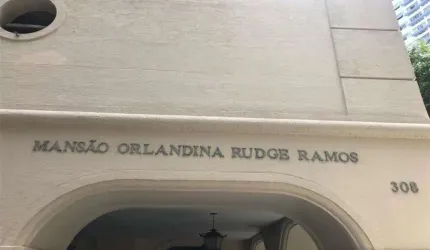 MANSÃO ORLANDINA RUDGE RAMOS
308